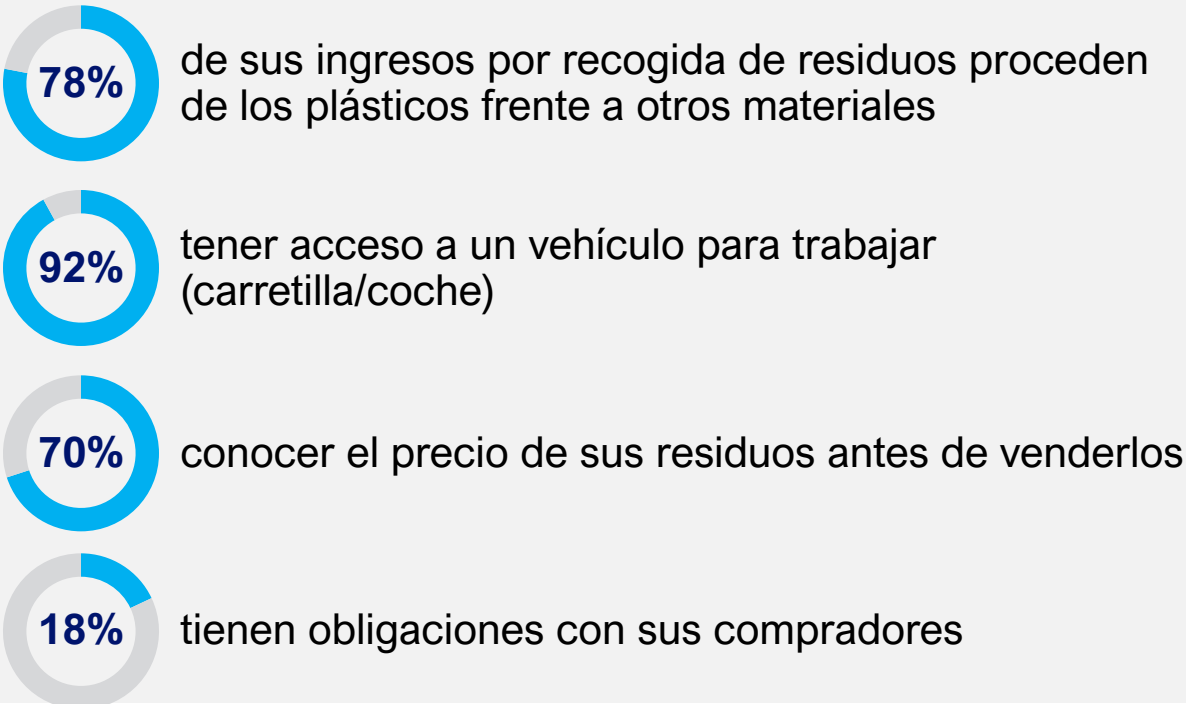 78%
de sus ingresos por recogida de residuos proceden
de los plásticos frente a otros materiales
92%
tener acceso a un vehículo para trabajar
(carretilla/coche)
70%
conocer el precio de sus residuos antes de venderlos
18%
tienen obligaciones con sus compradores